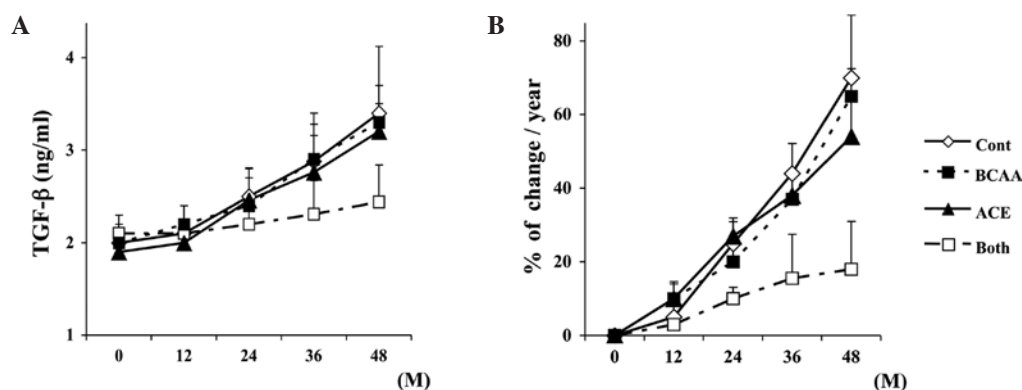 A
TGF-β (ng/ml)
4
3
2
1
0 12 24 36 48
(M)
B
% of change / year
80
60
40
20
0
0 12 24 36 48
(M)
Cont
BCAA
ACE
Both